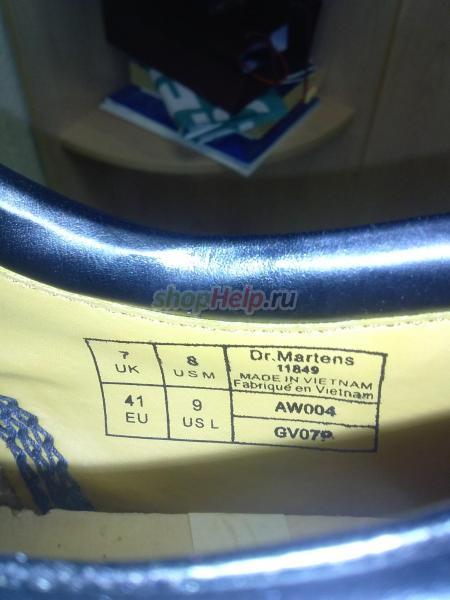 shopHelp.ru
7 UK
8 USM
Dr.Martens
11849
MADE IN VIETNAM
Fabriqué en Vietnam
41 EU
9 US L
AW004
GV07P